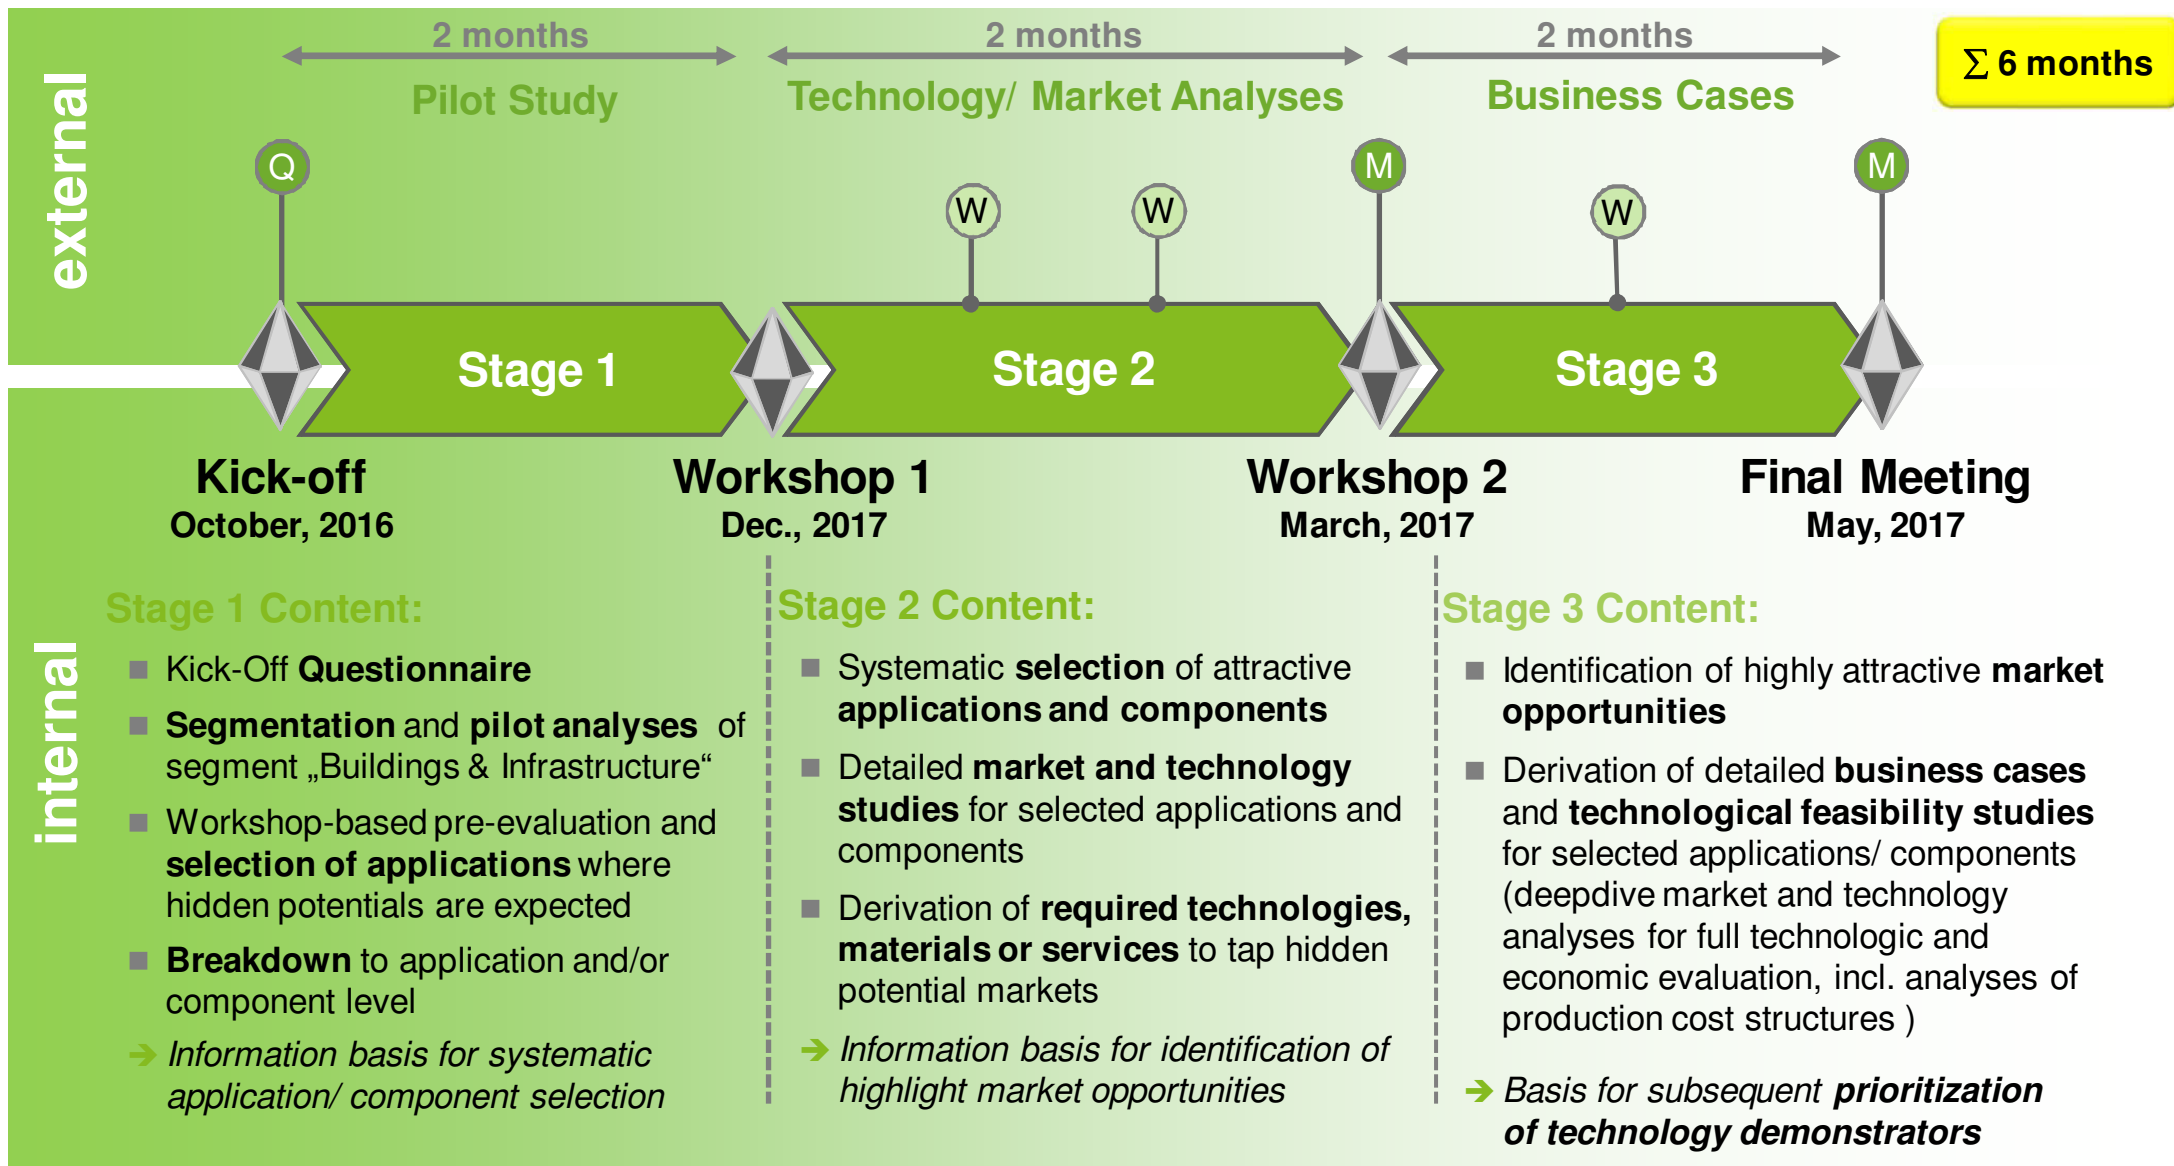 2 months
2 months
2 months
∑ 6 months
Pilot Study
Technology/ Market Analyses
Business Cases
external
Q
W
W
M
W
M
Stage 1
Stage 2
Stage 3
Kick-off
October, 2016
Workshop 1
Dec., 2017
Workshop 2
March, 2017
Final Meeting
May, 2017
internal
Stage 1 Content:
Kick-Off Questionnaire
Segmentation and pilot analyses of
segment „Buildings & Infrastructure“
Workshop-based pre-evaluation and
selection of applications where
hidden potentials are expected
Breakdown to application and/or
component level
➔ Information basis for systematic
application/ component selection
Stage 2 Content:
Systematic selection of attractive
applications and components
Detailed market and technology
studies for selected applications and
components
Derivation of required technologies,
materials or services to tap hidden
potential markets
➔ Information basis for identification of
highlight market opportunities
Stage 3 Content:
Identification of highly attractive market
opportunities
Derivation of detailed business cases
and technological feasibility studies
for selected applications/ components
(deepdive market and technology
analyses for full technologic and
economic evaluation, incl. analyses of
production cost structures )
➔ Basis for subsequent prioritization
of technology demonstrators